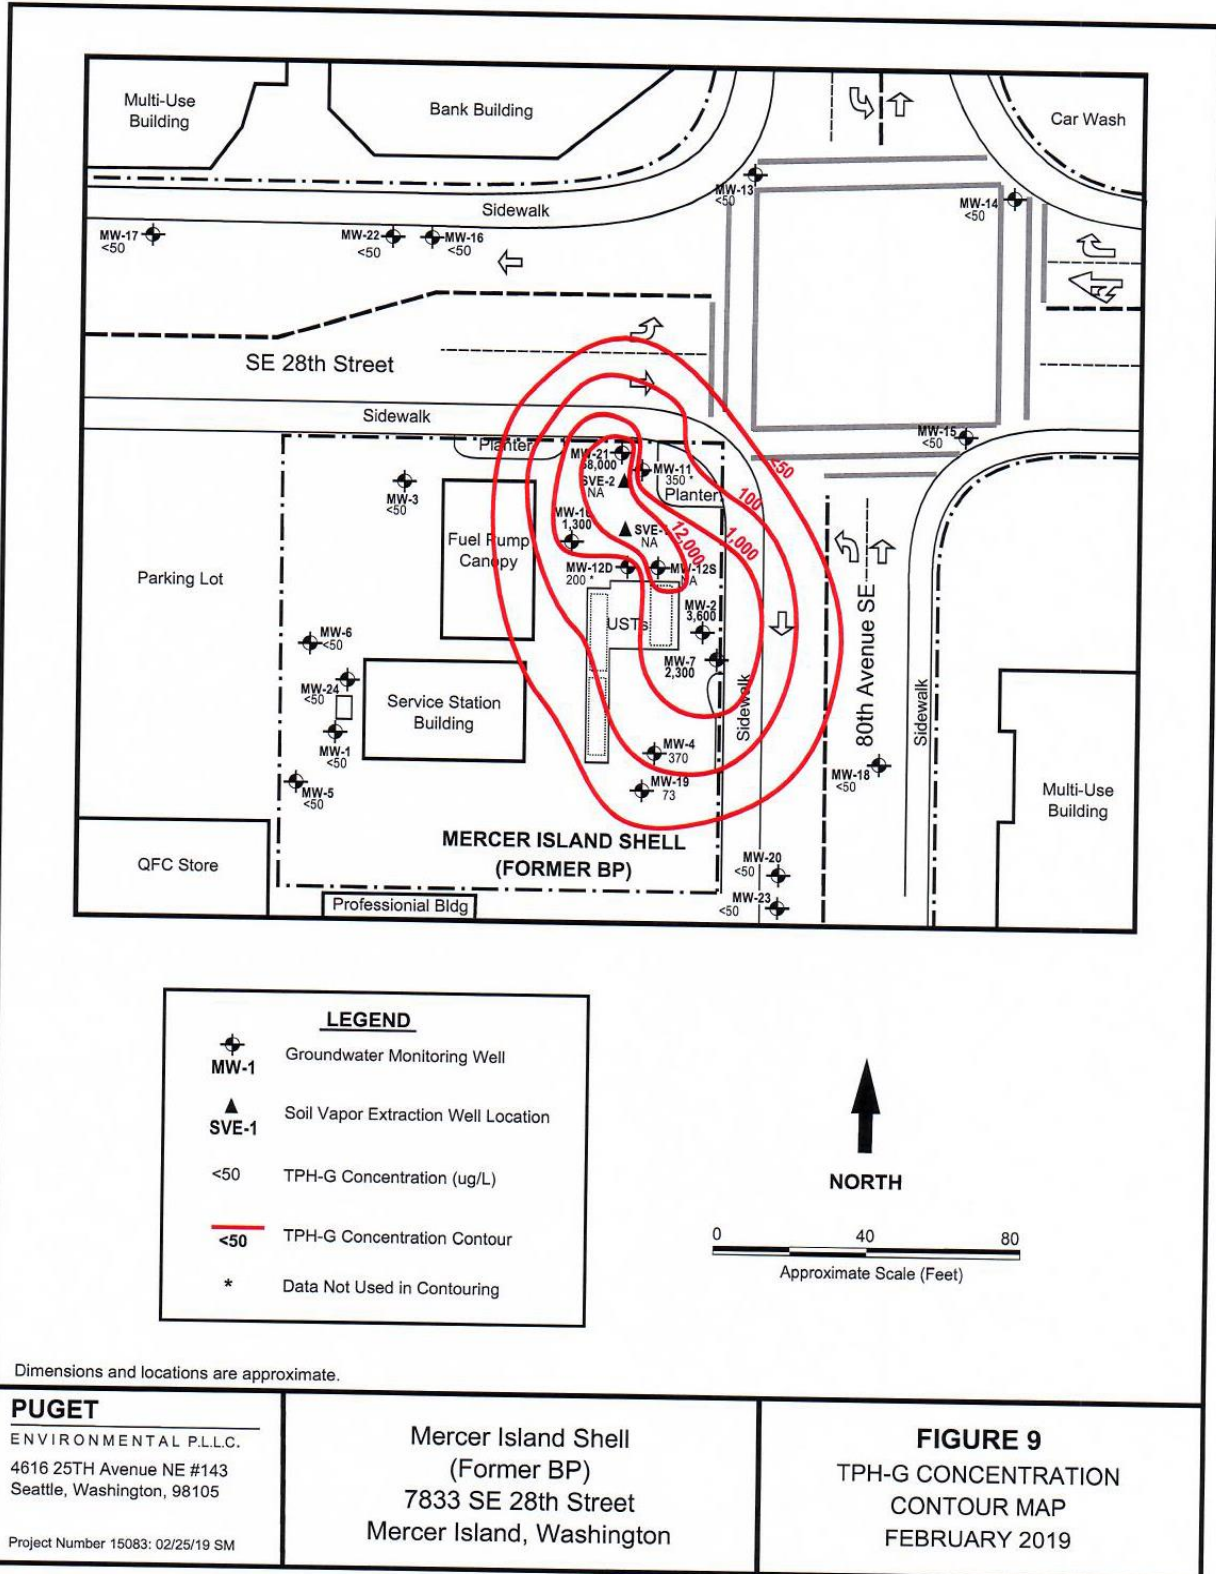 Multi-Use
Building
Bank Building
Car Wash
MW-13
<50
MW-14
<50
Sidewalk
MW-17
<50
MW-22
<50
MW-16
<50
SE 28th Street
Sidewalk
MW-15
<50
Planter
MW-21
MW-11
350 *
Planter
SVE-2
NA
MW-3
<50
<50
100
1,000
12,000
1,300
NA
Fuel Pump
Canopy
MW-12D
200 *
MW-12S
NA
Parking Lot
USTs
MW-2
3,600
MW-6
<50
MW-7
2,300
MW-24
<50
Service Station
Building
MW-1
<50
MW-5
<50
MW-4
370
MW-19
73
Sidewalk
80th Avenue SE
Sidewalk
MW-18
<50
Multi-Use
Building
MERCER ISLAND SHELL
(FORMER BP)
QFC Store
MW-20
<50
MW-23
<50
Professionial Bldg
LEGEND
MW-1
Groundwater Monitoring Well
SVE-1
Soil Vapor Extraction Well Location
<50
TPH-G Concentration (ug/L)
<50
TPH-G Concentration Contour
*
Data Not Used in Contouring
NORTH
0 40 80
Approximate Scale (Feet)
Dimensions and locations are approximate.
PUGET
ENVIRONMENTAL P.L.L.C.
4616 25TH Avenue NE #143
Seattle, Washington, 98105
Project Number 15083: 02/25/19 SM
Mercer Island Shell
(Former BP)
7833 SE 28th Street
Mercer Island, Washington
FIGURE 9
TPH-G CONCENTRATION
CONTOUR MAP
FEBRUARY 2019